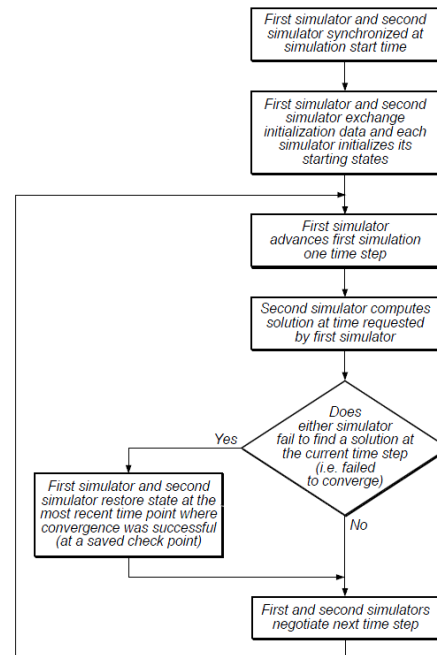 First simulator and second
simulator synchronized at
simulation start time
First simulator and second
simulator exchange
initialization data and each
simulator initializes its
starting states
First simulator
advances first simulation
one time step
Second simulator computes
solution at time requested
by first simulator
Does
either simulator
fail to find a solution at
the current time step
(i.e. failed
to converge)
Yes
First simulator and second
simulator restore state at the
most recent time point where
convergence was successful
(at a saved check point)
No
First and second simulators
negotiate next time step